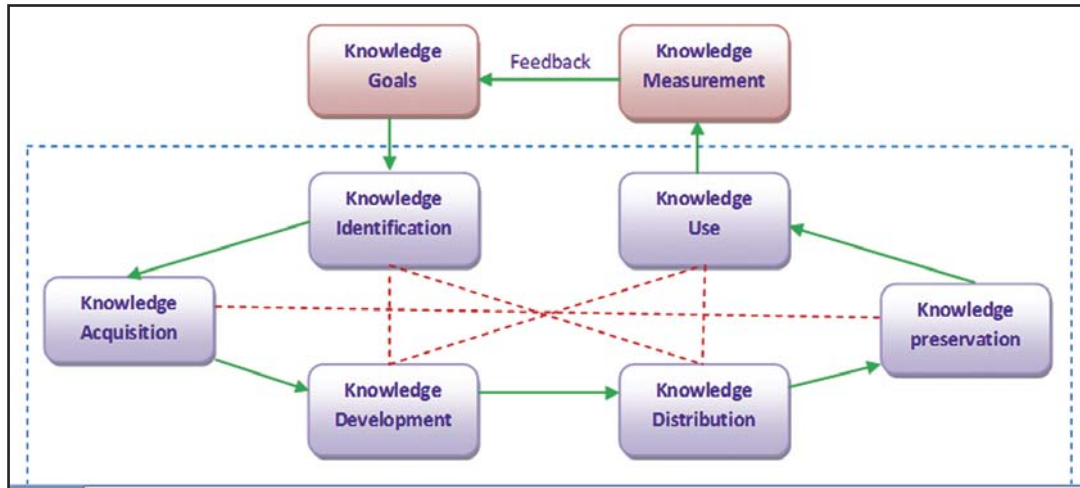 Knowledge
Goals
Feedback
Knowledge
Measurement
Knowledge
Identification
Knowledge
Use
Knowledge
Acquisition
Knowledge
preservation
Knowledge
Development
Knowledge
Distribution